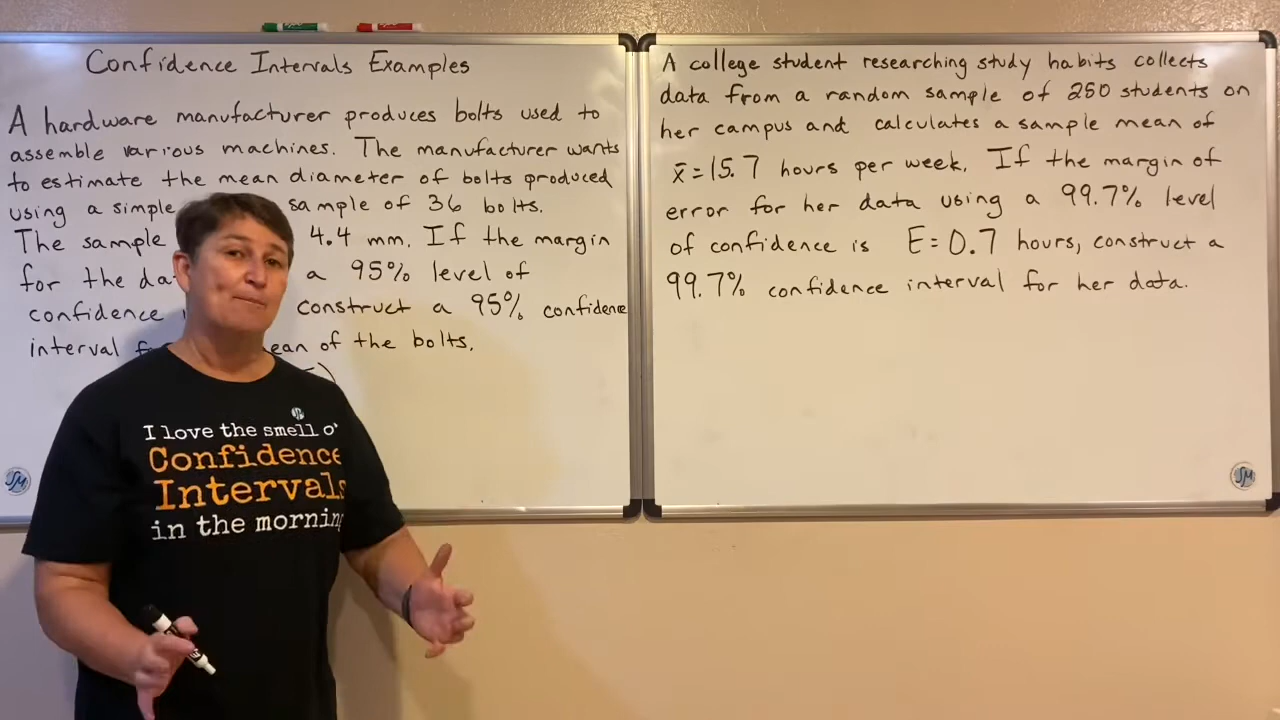 Confidence Intervals Examples
A hardware manufacturer produces bolts used to
assemble various machines. The manufacturer wants
to estimate the mean diameter of bolts produced
using a simple sample of 36 bolts.
The sample 4.4 mm. If the margin
for the a 95% level of
confidence construct a 95% confidence
interval of the bolts.
A college student researching study habits collects
data from a random sample of 250 students on
her campus and calculates a sample mean of
x̄=15.7 hours per week. If the margin of
error for her data using a 99.7% level
of confidence is E=0.7 hours, construct a
99.7% confidence interval for her data.
I love the smell
Confidence
Intervals
in the morning
SM
SM